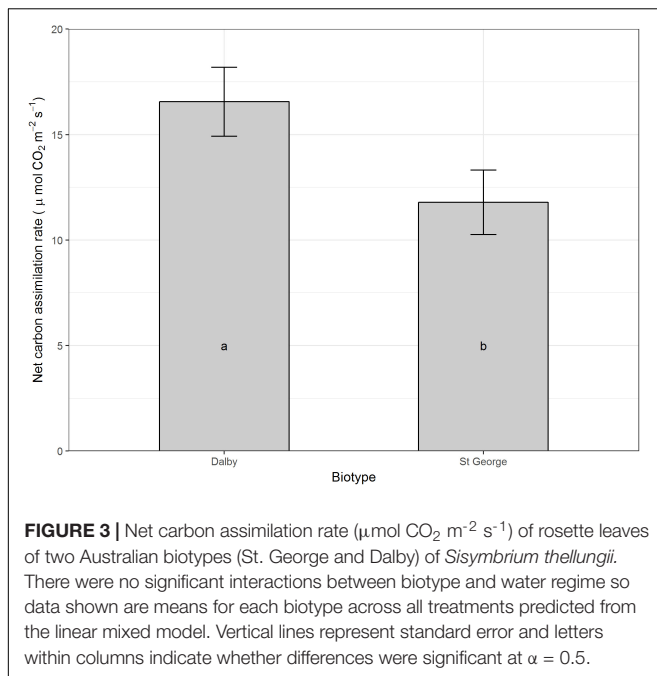 20
15
10
5
0
Net carbon assimilation rate ( μ mol CO₂ m⁻² s⁻¹)
a
b
Dalby
St George
Biotype
FIGURE 3 | Net carbon assimilation rate (μmol CO₂ m⁻² s⁻¹) of rosette leaves
of two Australian biotypes (St. George and Dalby) of Sisymbrium thellungii.
There were no significant interactions between biotype and water regime so
data shown are means for each biotype across all treatments predicted from
the linear mixed model. Vertical lines represent standard error and letters
within columns indicate whether differences were significant at α = 0.5.